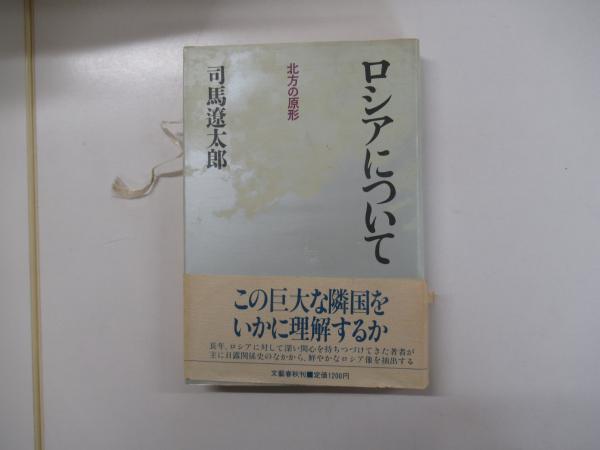 ロシアについて
北方の原形
司馬遼太郎
この巨大な隣国を
いかに理解するか
長年、ロシアに対して深い関心を持ちつづけてきた著者が
主に日露関係史のなかから、鮮やかなロシア像を抽出する
文藝春秋刊■定価1200円